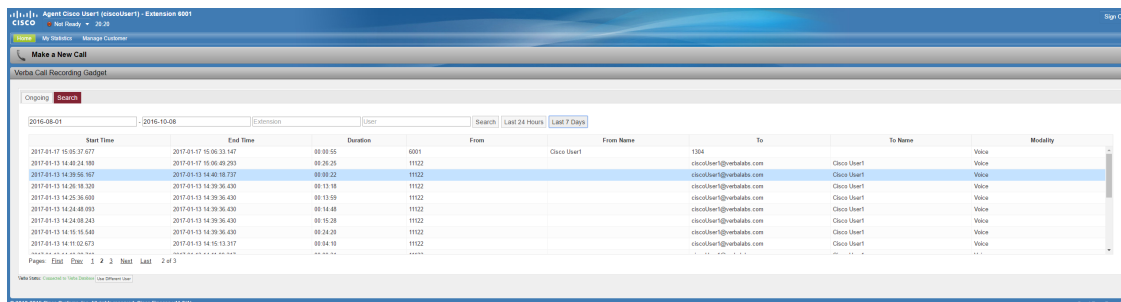 Agent Cisco User1 (ciscoUser1) - Extension 6001
Sign
CISCO Not Ready 20:20
Home My Statistics Manage Customer
Make a New Call
Verba Call Recording Gadget
Ongoing Search
2016-08-01 - 2016-10-08 Extension User Search Last 24 Hours Last 7 Days
Start Time End Time Duration From From Name To To Name Modality
2017-01-17 15:05:37.677 2017-01-17 15:06:33.147 00:00:55 6001 Cisco User1 1304 Voice
2017-01-13 14:40:24.180 2017-01-17 15:06:49.293 00:26:25 11122 ciscoUser1@verbalabs.com Cisco User1 Voice
2017-01-13 14:39:56.167 2017-01-13 14:40:18.737 00:00:22 11122 ciscoUser1@verbalabs.com Cisco User1 Voice
2017-01-13 14:26:18.320 2017-01-13 14:39:36.430 00:13:18 11122 ciscoUser1@verbalabs.com Cisco User1 Voice
2017-01-13 14:25:36.600 2017-01-13 14:39:36.430 00:13:59 11122 ciscoUser1@verbalabs.com Cisco User1 Voice
2017-01-13 14:24:48.093 2017-01-13 14:39:36.430 00:14:48 11122 ciscoUser1@verbalabs.com Cisco User1 Voice
2017-01-13 14:24:08.243 2017-01-13 14:39:36.430 00:15:28 11122 ciscoUser1@verbalabs.com Cisco User1 Voice
2017-01-13 14:15:15.540 2017-01-13 14:39:36.430 00:24:20 11122 ciscoUser1@verbalabs.com Cisco User1 Voice
2017-01-13 14:11:02.673 2017-01-13 14:15:13.317 00:04:10 11122 ciscoUser1@verbalabs.com Cisco User1 Voice
Pages: First Prev 1 2 3 Next Last 2 of 3
Verba Status: Connected to Verba Database Use Different User